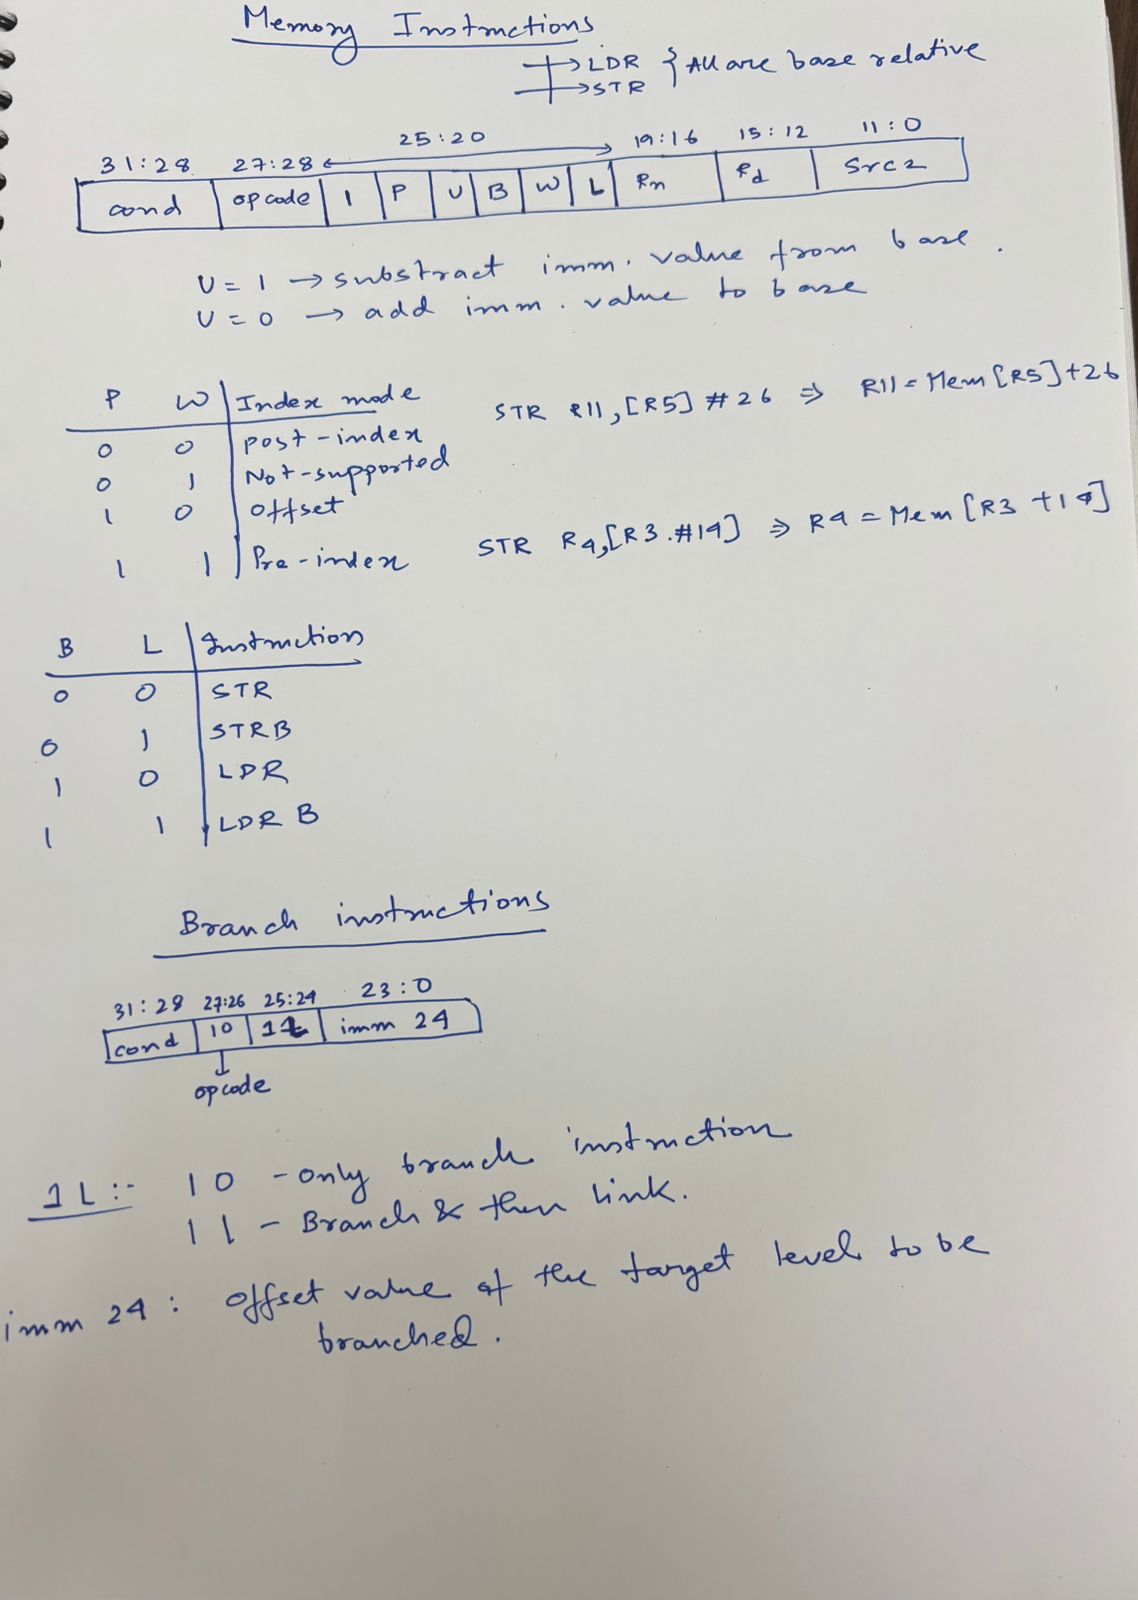 Memory Instructions
→ LDR } All are base relative
→ STR
25:20
31:28 27:28 19:16 15:12 11:0
cond opcode I P U B W L Rn Rd Src2
U = 1 → substract imm. value from base.
U = 0 → add imm. value to base
P W Index mode
0 0 post-index
STR R11,[R5] #26 ⇒ R11 = Mem[R5]+26
0 1 Not-supported
1 0 offset
1 1 Pre-index
STR R4,[R3.#14] ⇒ R4 = Mem [R3 +14]
B L Instruction
0 0 STR
0 1 STRB
1 0 LDR
1 1 LDR B
Branch instructions
31:28 27:26 25:24 23:0
cond 10 1L imm 24
opcode
1L :- 10 - only branch instruction
11 - Branch & then link.
imm 24 : offset value of the target level to be
branched.